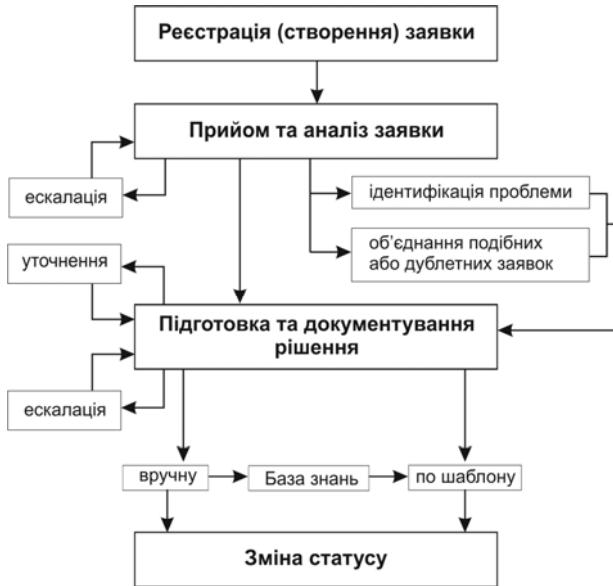 Реєстрація (створення) заявки
Прийом та аналіз заявки
ескалація
ідентифікація проблеми
об’єднання подібних
або дублетних заявок
уточнення
Підготовка та документування
рішення
ескалація
вручну
База знань
по шаблону
Зміна статусу